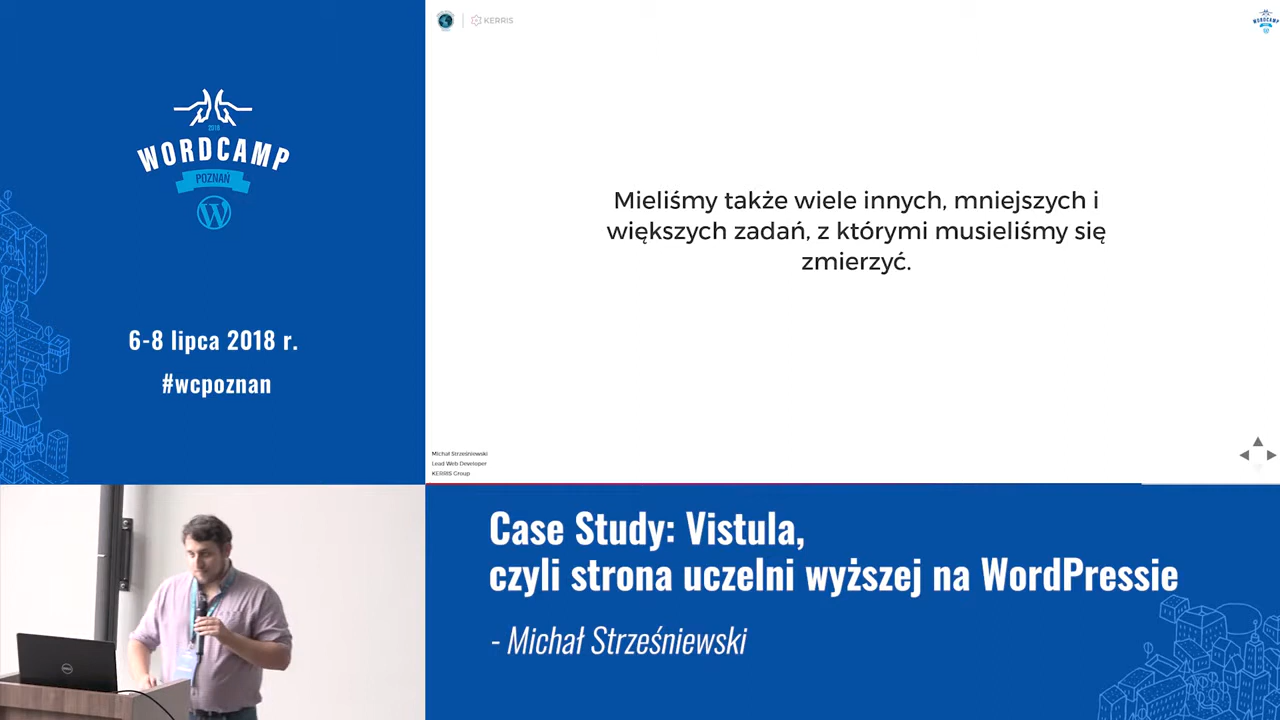 2018
WORDCAMP
POZNAŃ
6-8 lipca 2018 r.
#wcpoznan
KERRIS
WORDCAMP
Mieliśmy także wiele innych, mniejszych i
większych zadań, z którymi musieliśmy się
zmierzyć.
Michał Strześniewski
Lead Web Developer
KERRIS Group
Case Study: Vistula,
czyli strona uczelni wyższej na WordPressie
- Michał Strześniewski
DELL